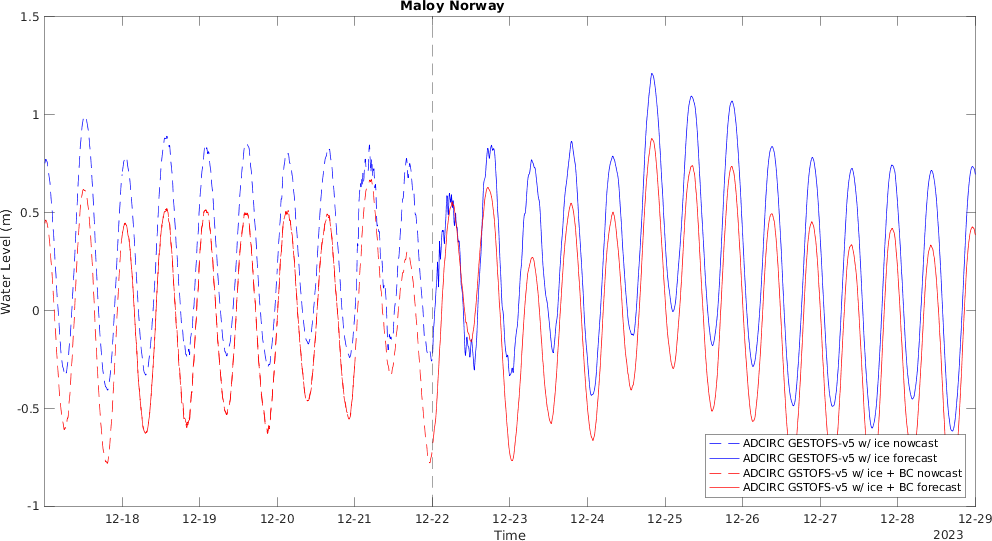 Maloy Norway
1.5
1
0.5
0
-0.5
-1
Water Level (m)
12-18 12-19 12-20 12-21 12-22 12-23 12-24 12-25 12-26 12-27 12-28 12-29
Time
2023
ADCIRC GESTOFS-v5 w/ ice nowcast
ADCIRC GESTOFS-v5 w/ ice forecast
ADCIRC GSTOFS-v5 w/ ice + BC nowcast
ADCIRC GSTOFS-v5 w/ ice + BC forecast